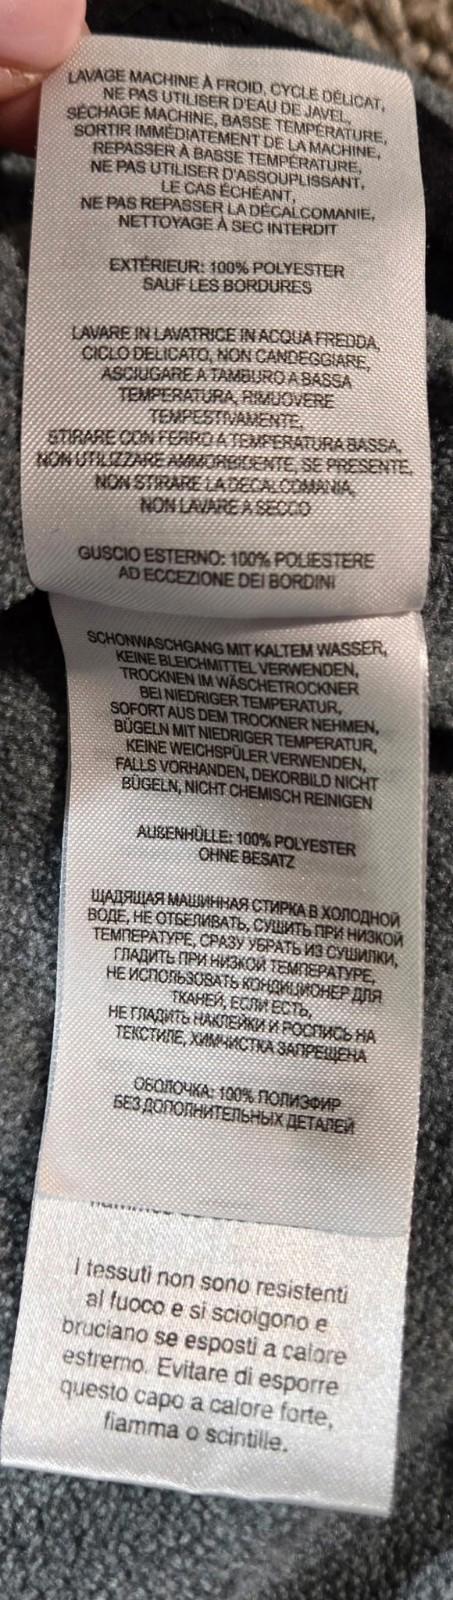 LAVAGE MACHINE À FROID, CYCLE DÉLICAT,
NE PAS UTILISER D'EAU DE JAVEL,
SÉCHAGE MACHINE, BASSE TEMPÉRATURE,
SORTIR IMMÉDIATEMENT DE LA MACHINE,
REPASSER À BASSE TEMPÉRATURE,
NE PAS UTILISER D'ASSOUPLISSANT,
LE CAS ÉCHÉANT,
NE PAS REPASSER LA DÉCALCOMANIE,
NETTOYAGE À SEC INTERDIT
EXTÉRIEUR: 100% POLYESTER
SAUF LES BORDURES
LAVARE IN LAVATRICE IN ACQUA FREDDA,
CICLO DELICATO, NON CANDEGGIARE,
ASCIUGARE A TAMBURO A BASSA
TEMPERATURA, RIMUOVERE
TEMPESTIVAMENTE,
STIRARE CON FERRO A TEMPERATURA BASSA,
NON UTILIZZARE AMMORBIDENTE, SE PRESENTE,
NON STIRARE LA DECALCOMANIA,
NON LAVARE A SECCO
GUSCIO ESTERNO: 100% POLIESTERE
AD ECCEZIONE DEI BORDINI
SCHONWASCHGANG MIT KALTEM WASSER,
KEINE BLEICHMITTEL VERWENDEN,
TROCKNEN IM WÄSCHETROCKNER
BEI NIEDRIGER TEMPERATUR,
SOFORT AUS DEM TROCKNER NEHMEN,
BÜGELN MIT NIEDRIGER TEMPERATUR,
KEINE WEICHSPÜLER VERWENDEN,
FALLS VORHANDEN, DEKORBILD NICHT
BÜGELN, NICHT CHEMISCH REINIGEN
AUßENHÜLLE: 100% POLYESTER
OHNE BESATZ
ЩАДЯЩАЯ МАШИННАЯ СТИРКА В ХОЛОДНОЙ
ВОДЕ, НЕ ОТБЕЛИВАТЬ, СУШИТЬ ПРИ НИЗКОЙ
ТЕМПЕРАТУРЕ, СРАЗУ УБРАТЬ ИЗ СУШИЛКИ,
ГЛАДИТЬ ПРИ НИЗКОЙ ТЕМПЕРАТУРЕ,
НЕ ИСПОЛЬЗОВАТЬ КОНДИЦИОНЕР ДЛЯ
ТКАНЕЙ, ЕСЛИ ЕСТЬ,
НЕ ГЛАДИТЬ НАКЛЕЙКИ И РОСПИСЬ НА
ТЕКСТИЛЕ, ХИМЧИСТКА ЗАПРЕЩЕНА
ОБОЛОЧКА: 100% ПОЛИЭФИР
БЕЗ ДОПОЛНИТЕЛЬНЫХ ДЕТАЛЕЙ
I tessuti non sono resistenti
al fuoco e si sciolgono e
bruciano se esposti a calore
estremo. Evitare di esporre
questo capo a calore forte,
fiamma o scintille.